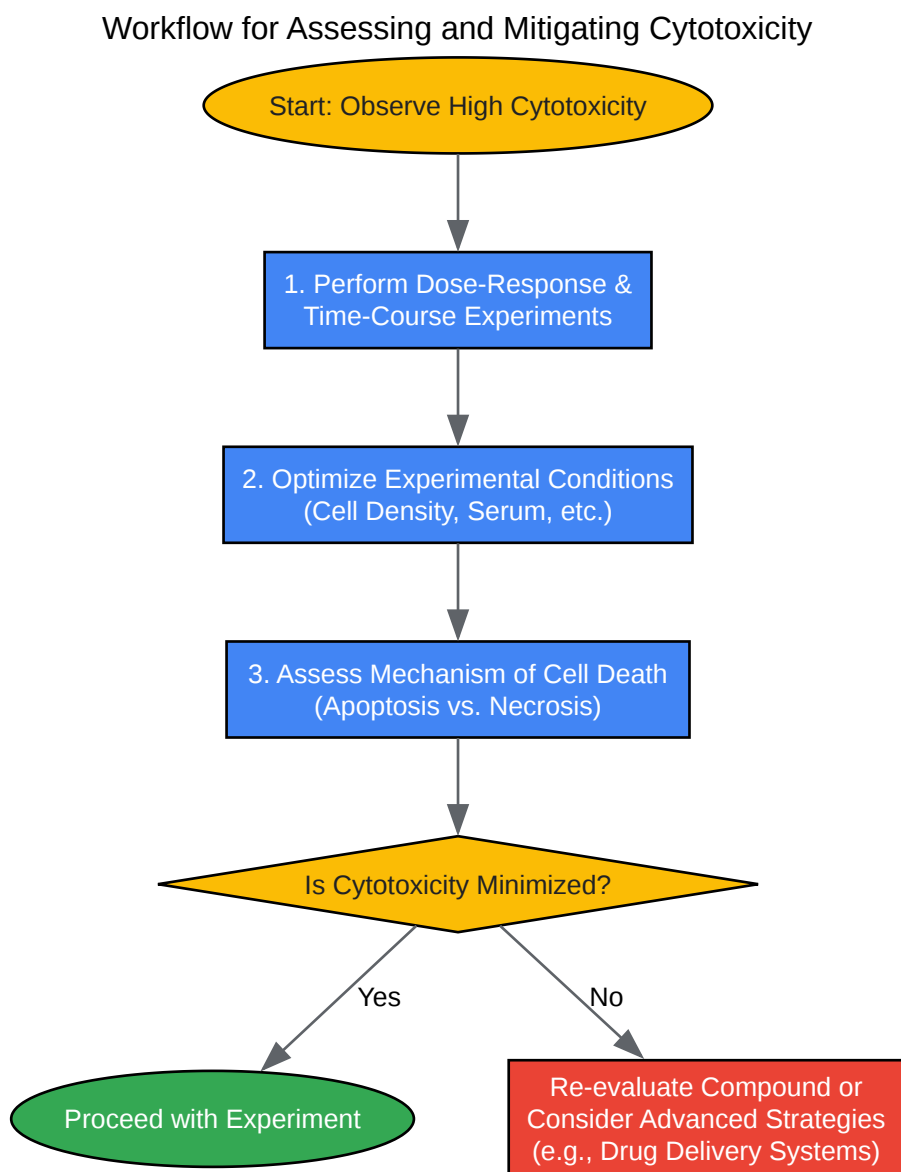 Workflow for Assessing and Mitigating Cytotoxicity
Start: Observe High Cytotoxicity
1. Perform Dose-Response &
Time-Course Experiments
2. Optimize Experimental Conditions
(Cell Density, Serum, etc.)
3. Assess Mechanism of Cell Death
(Apoptosis vs. Necrosis)
Is Cytotoxicity Minimized?
Yes
No
Proceed with Experiment
Re-evaluate Compound or
Consider Advanced Strategies
(e.g., Drug Delivery Systems)